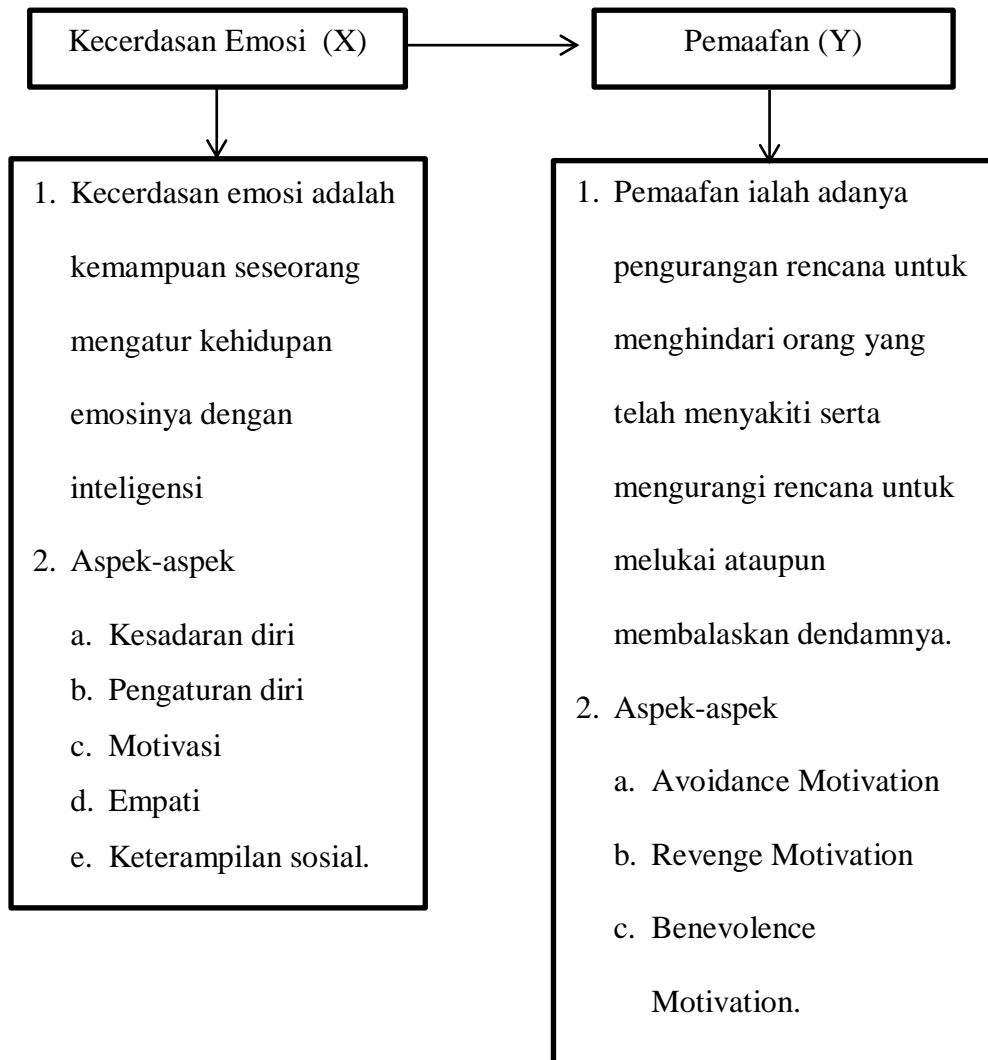 Kecerdasan Emosi (X)
Pemaafan (Y)
1. Kecerdasan emosi adalah
kemampuan seseorang
mengatur kehidupan
emosinya dengan
inteligensi
2. Aspek-aspek
a. Kesadaran diri
b. Pengaturan diri
c. Motivasi
d. Empati
e. Keterampilan sosial.
1. Pemaafan ialah adanya
pengurangan rencana untuk
menghindari orang yang
telah menyakiti serta
mengurangi rencana untuk
melukai ataupun
membalaskan dendamnya.
2. Aspek-aspek
a. Avoidance Motivation
b. Revenge Motivation
c. Benevolence
Motivation.